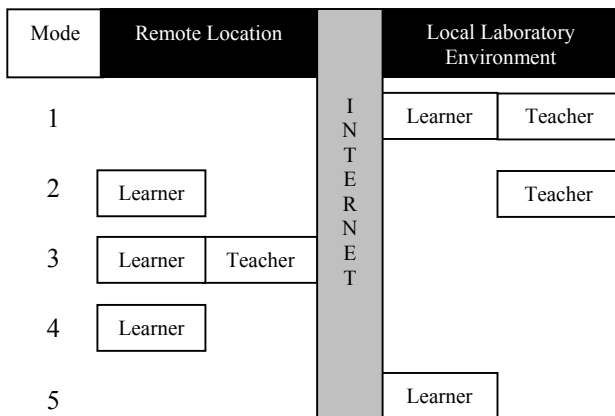 Mode Remote Location Local Laboratory
Environment
I
N
T
E
R
N
E
T
1 Learner Teacher
2 Learner Teacher
3 Learner Teacher
4 Learner
5 Learner